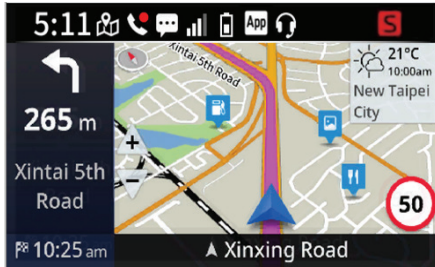 5:11
App
S
Xintai 5th Road
21°C
10:00am
New Taipei
City
265 m
+
Xintai 5th
Road
50
10:25 am
Xinxing Road